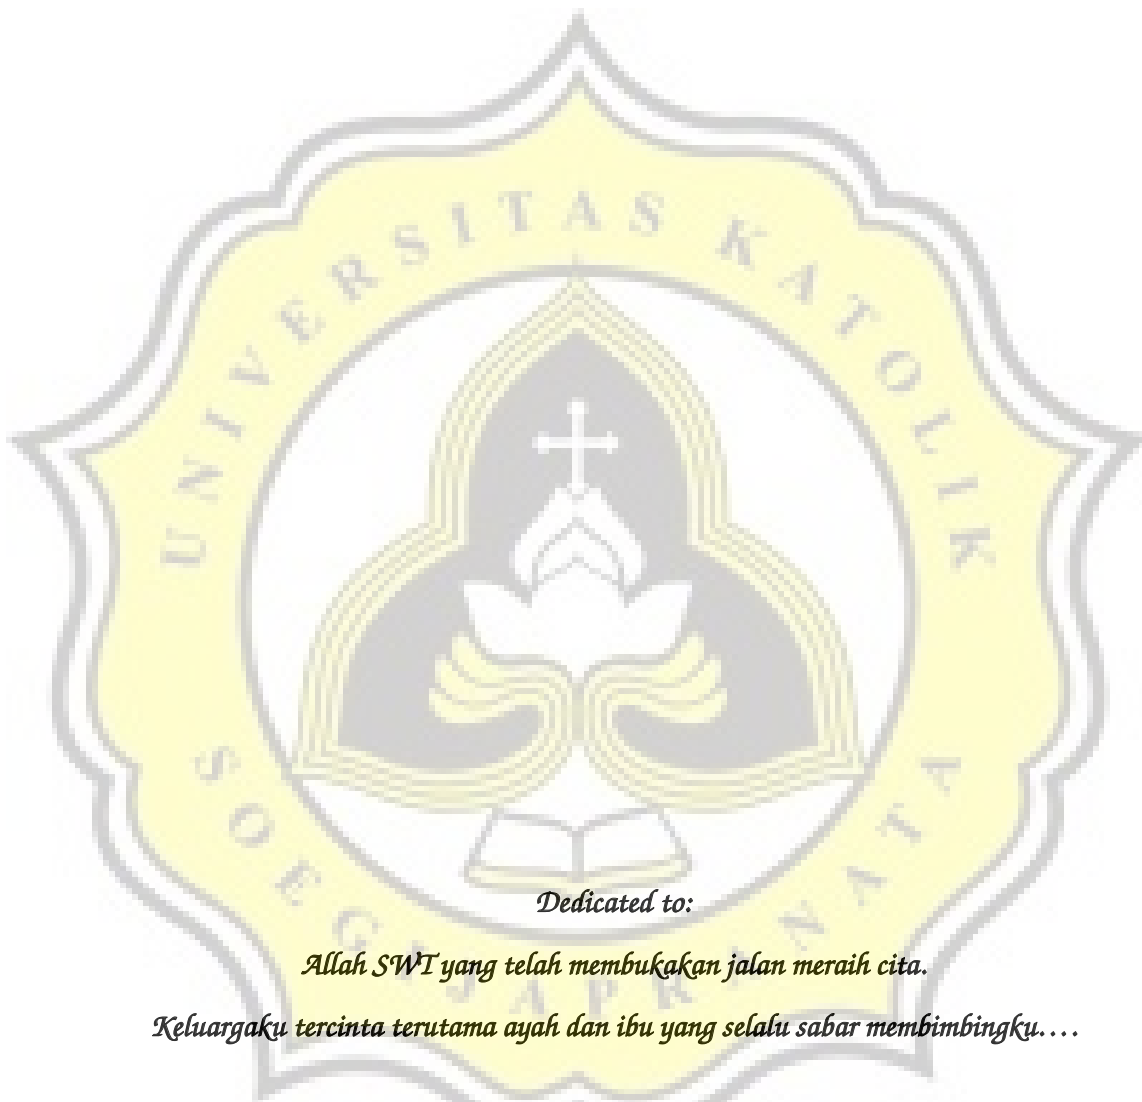 UNIVERSITAS KATOLIK
SOEGIJAPRANATA
Dedicated to:
Allah SWT yang telah membukakan jalan meraih cita.
Keluargaku tercinta terutama ayah dan ibu yang selalu sabar membimbingku....